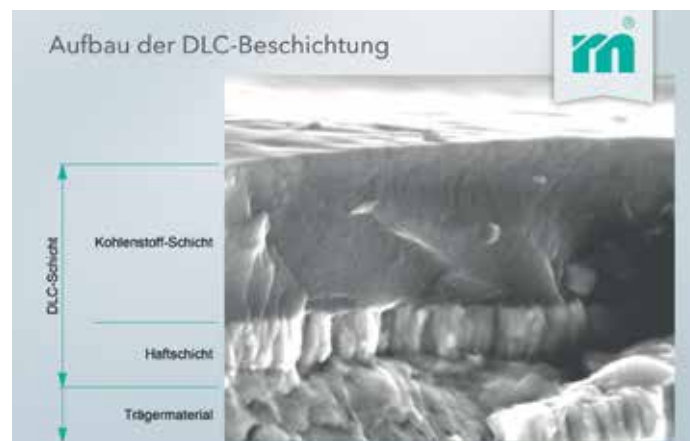 Aufbau der DLC-Beschichtung
®
DLC-Schicht
Kohlenstoff-Schicht
Haftschicht
Trägermaterial